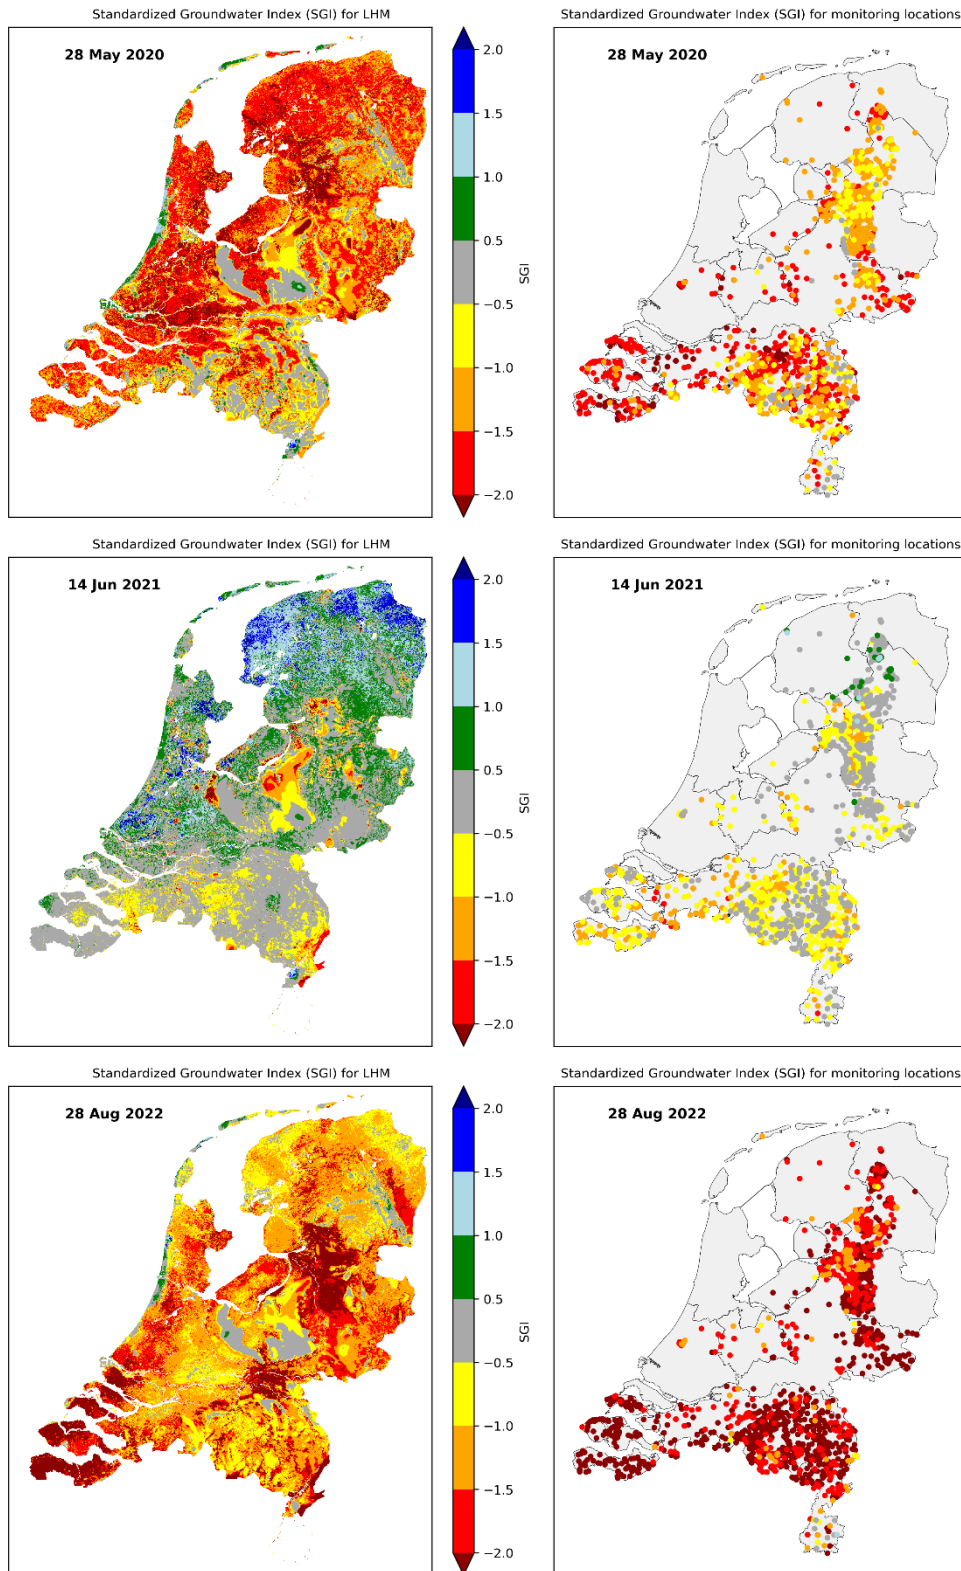 Standardized Groundwater Index (SGI) for LHM
Standardized Groundwater Index (SGI) for monitoring locations
28 May 2020
2.0
1.5
1.0
0.5
−0.5
−1.0
−1.5
−2.0
SGI
28 May 2020
Standardized Groundwater Index (SGI) for LHM
Standardized Groundwater Index (SGI) for monitoring locations
14 Jun 2021
2.0
1.5
1.0
0.5
−0.5
−1.0
−1.5
−2.0
SGI
14 Jun 2021
Standardized Groundwater Index (SGI) for LHM
Standardized Groundwater Index (SGI) for monitoring locations
28 Aug 2022
2.0
1.5
1.0
0.5
−0.5
−1.0
−1.5
−2.0
SGI
28 Aug 2022